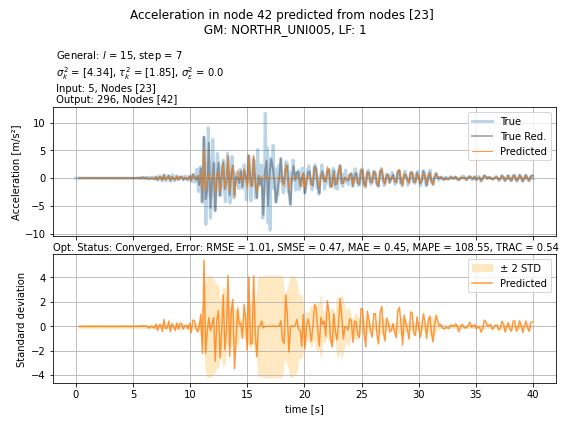 Acceleration in node 42 predicted from nodes [23]
GM: NORTHR_UNI005, LF: 1
General: l = 15, step = 7
σ²ₖ = [4.34], τ²ₖ = [1.85], σ²ε = 0.0
Input: 5, Nodes [23]
Output: 296, Nodes [42]
Acceleration [m/s²]
10
5
0
−5
−10
True
True Red.
Predicted
Opt. Status: Converged, Error: RMSE = 1.01, SMSE = 0.47, MAE = 0.45, MAPE = 108.55, TRAC = 0.54
Standard deviation
4
2
0
−2
−4
± 2 STD
Predicted
0 5 10 15 20 25 30 35 40
time [s]